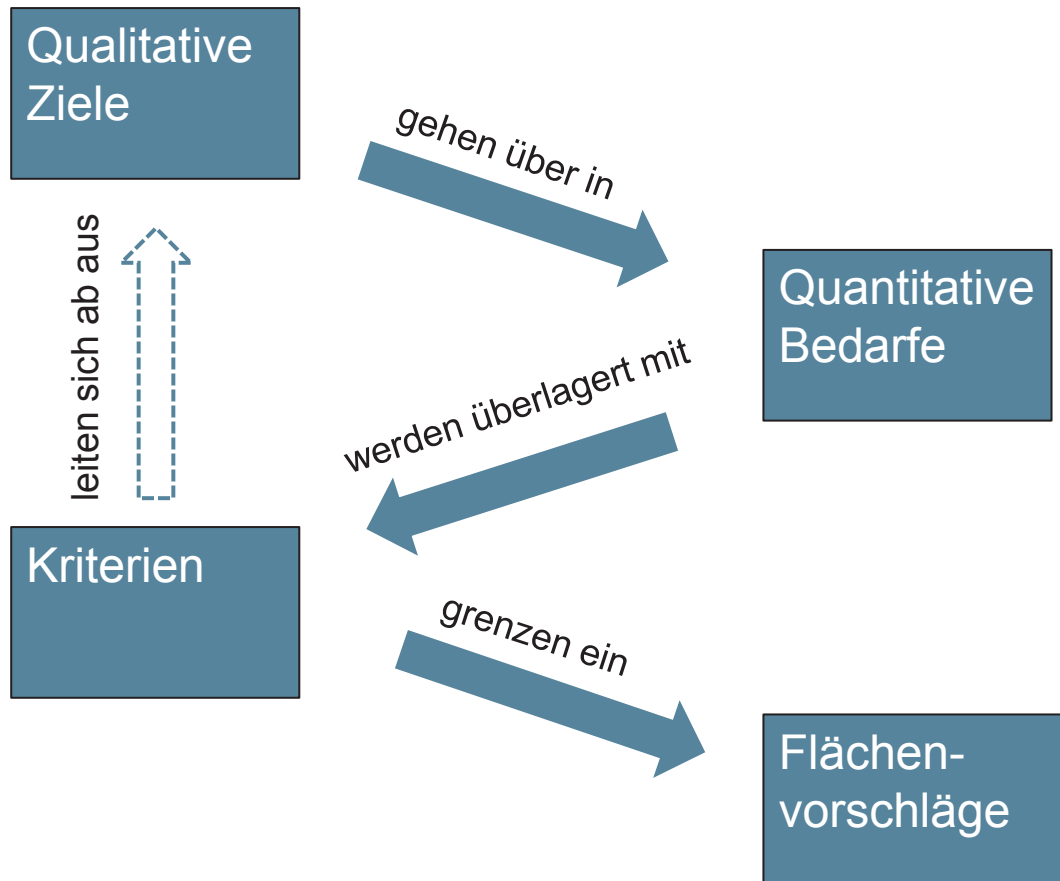 Qualitative
Ziele
gehen über in
leiten sich ab aus
Quantitative
Bedarfe
werden überlagert mit
Kriterien
grenzen ein
Flächen-
vorschläge